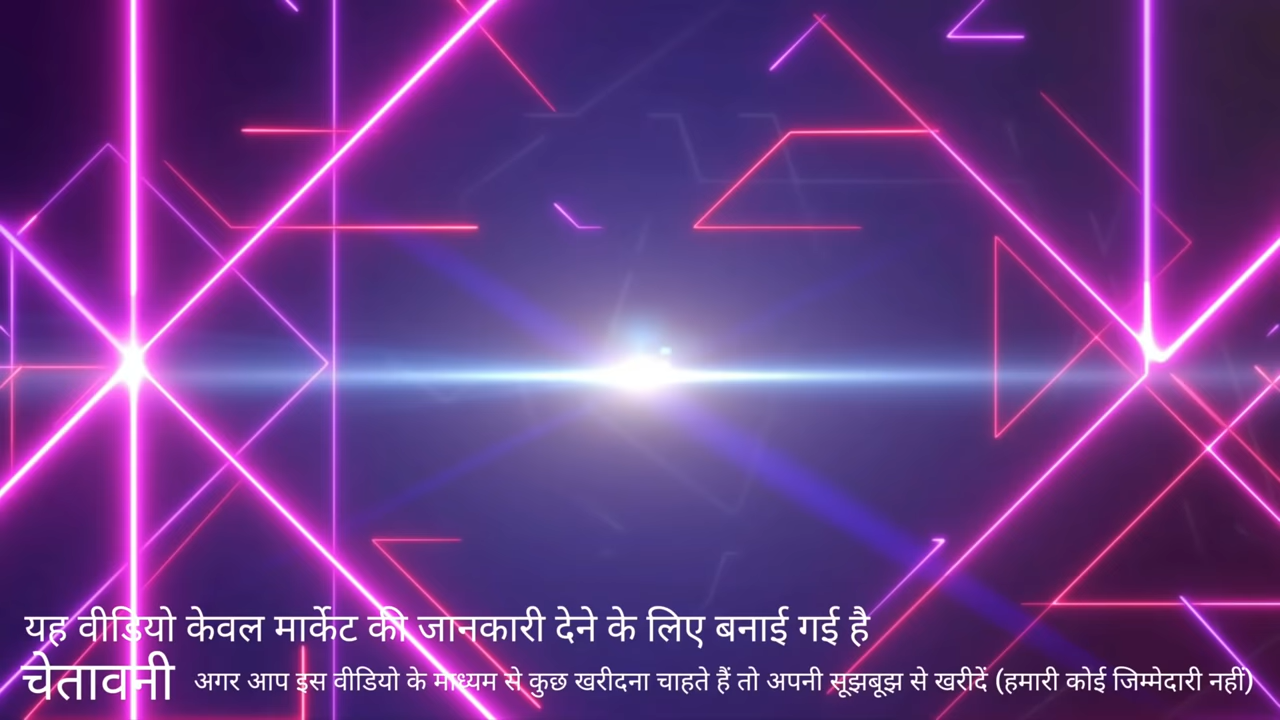 यह वीडियो केवल मार्केट की जानकारी देने के लिए बनाई गई है
चेतावनी अगर आप इस वीडियो के माध्यम से कुछ खरीदना चाहते हैं तो अपनी सूझबूझ से खरीदें (हमारी कोई जिम्मेदारी नहीं)